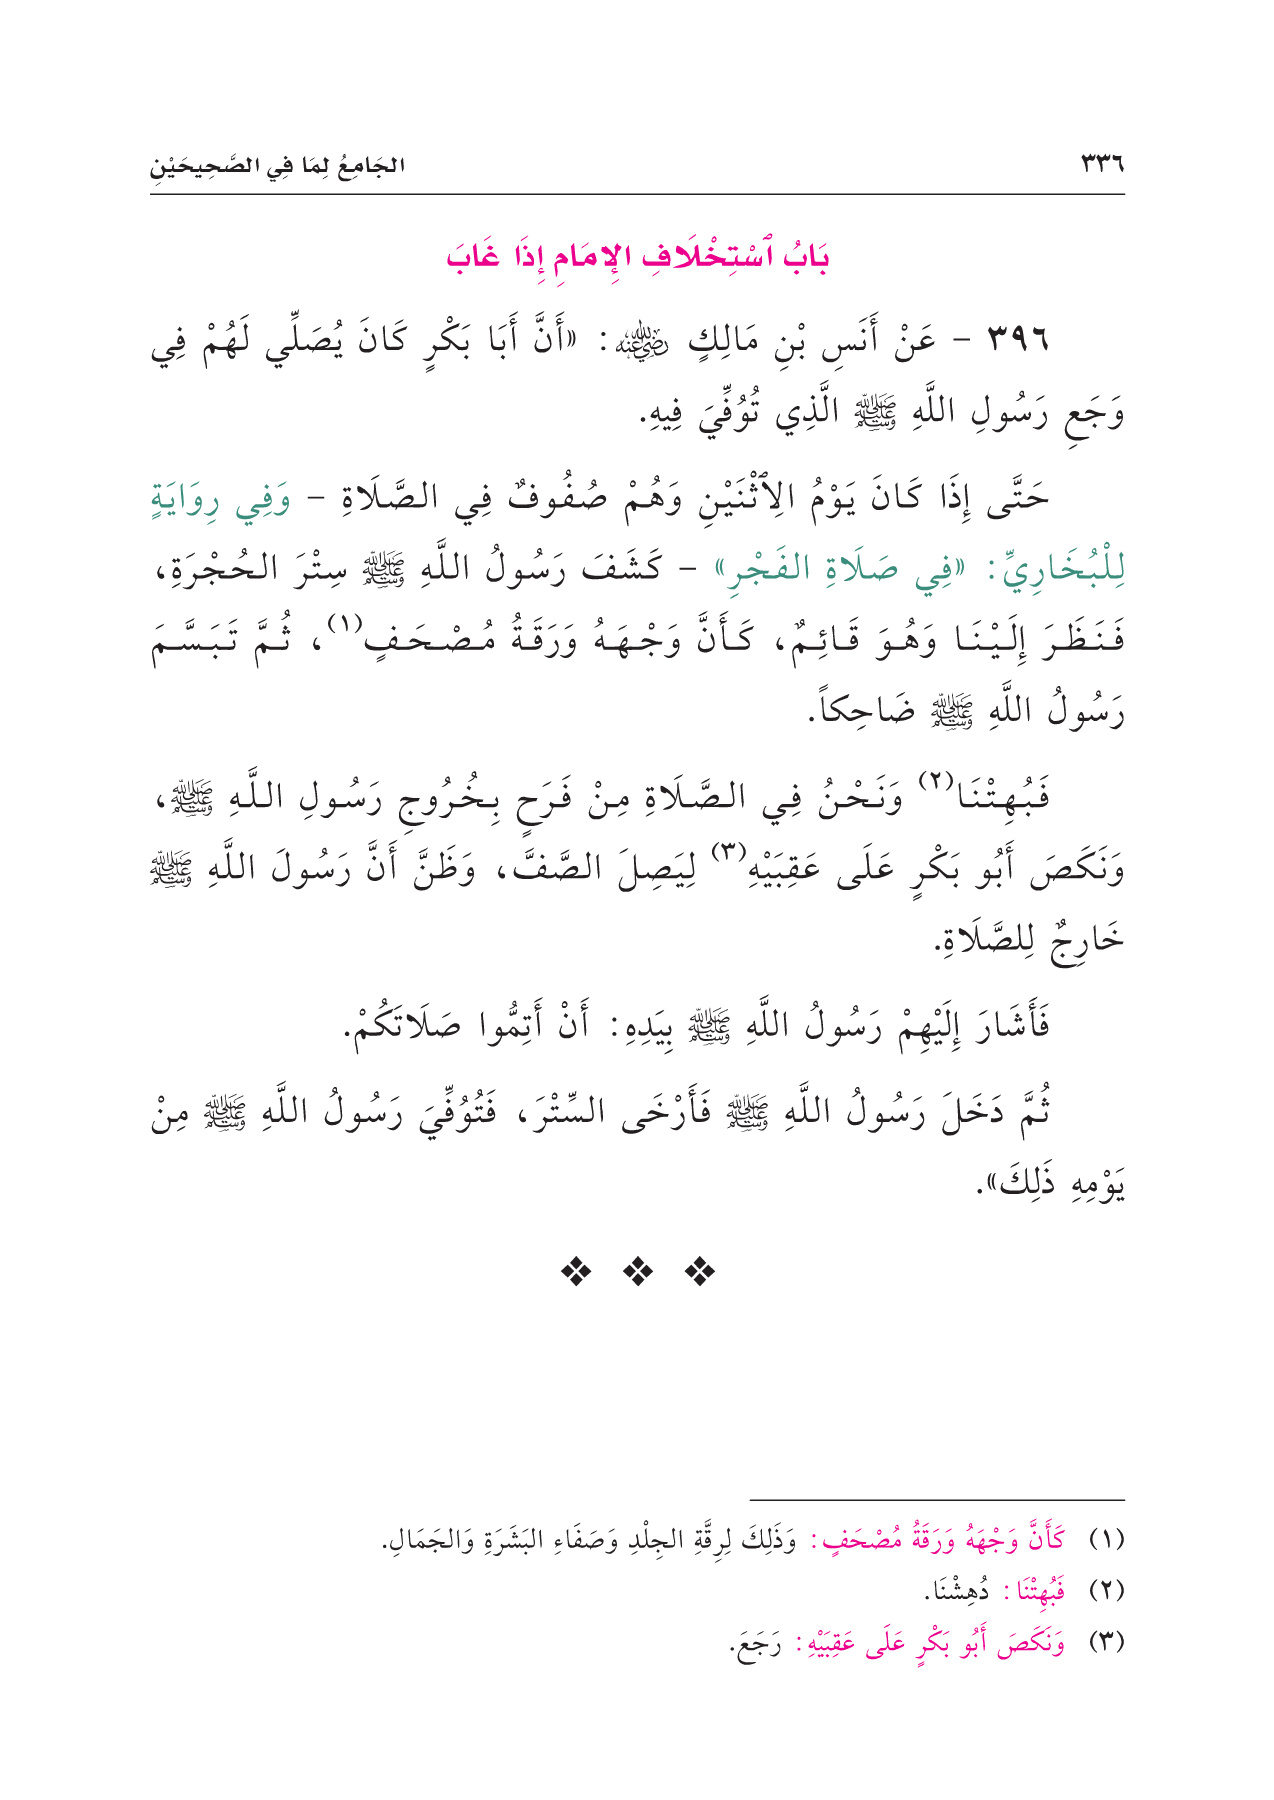 ٣٣٦
الجَامِعُ لِمَا فِي الصَّحِيحَيْنِ
بَابُ ٱسْتِخْلَافِ الإِمَامِ إِذَا غَابَ
٣٩٦ - عَنْ أَنَسِ بْنِ مَالِكٍ رَضِيَ اللَّهُ عَنْهُ: «أَنَّ أَبَا بَكْرٍ كَانَ يُصَلِّي لَهُمْ فِي
وَجَعِ رَسُولِ اللَّهِ ﷺ الَّذِي تُوُفِّيَ فِيهِ.
حَتَّى إِذَا كَانَ يَوْمُ الِٱثْنَيْنِ وَهُمْ صُفُوفٌ فِي الصَّلَاةِ - وَفِي رِوَايَةٍ
لِلْبُخَارِيِّ: «فِي صَلَاةِ الفَجْرِ» - كَشَفَ رَسُولُ اللَّهِ ﷺ سِتْرَ الحُجْرَةِ،
فَنَظَرَ إِلَيْنَا وَهُوَ قَائِمٌ، كَأَنَّ وَجْهَهُ وَرَقَةُ مُصْحَفٍ(١)، ثُمَّ تَبَسَّمَ
رَسُولُ اللَّهِ ﷺ ضَاحِكاً.
فَبُهِتْنَا(٢) وَنَحْنُ فِي الصَّلَاةِ مِنْ فَرَحٍ بِخُرُوجِ رَسُولِ اللَّهِ ﷺ،
وَنَكَصَ أَبُو بَكْرٍ عَلَى عَقِبَيْهِ(٣) لِيَصِلَ الصَّفَّ، وَظَنَّ أَنَّ رَسُولَ اللَّهِ ﷺ
خَارِجٌ لِلصَّلَاةِ.
فَأَشَارَ إِلَيْهِمْ رَسُولُ اللَّهِ ﷺ بِيَدِهِ: أَنْ أَتِمُّوا صَلَاتَكُمْ.
ثُمَّ دَخَلَ رَسُولُ اللَّهِ ﷺ فَأَرْخَى السِّتْرَ، فَتُوُفِّيَ رَسُولُ اللَّهِ ﷺ مِنْ
يَوْمِهِ ذَلِكَ».
(١) كَأَنَّ وَجْهَهُ وَرَقَةُ مُصْحَفٍ: وَذَلِكَ لِرِقَّةِ الجِلْدِ وَصَفَاءِ البَشَرَةِ وَالجَمَالِ.
(٢) فَبُهِتْنَا: دُهِشْنَا.
(٣) وَنَكَصَ أَبُو بَكْرٍ عَلَى عَقِبَيْهِ: رَجَعَ.